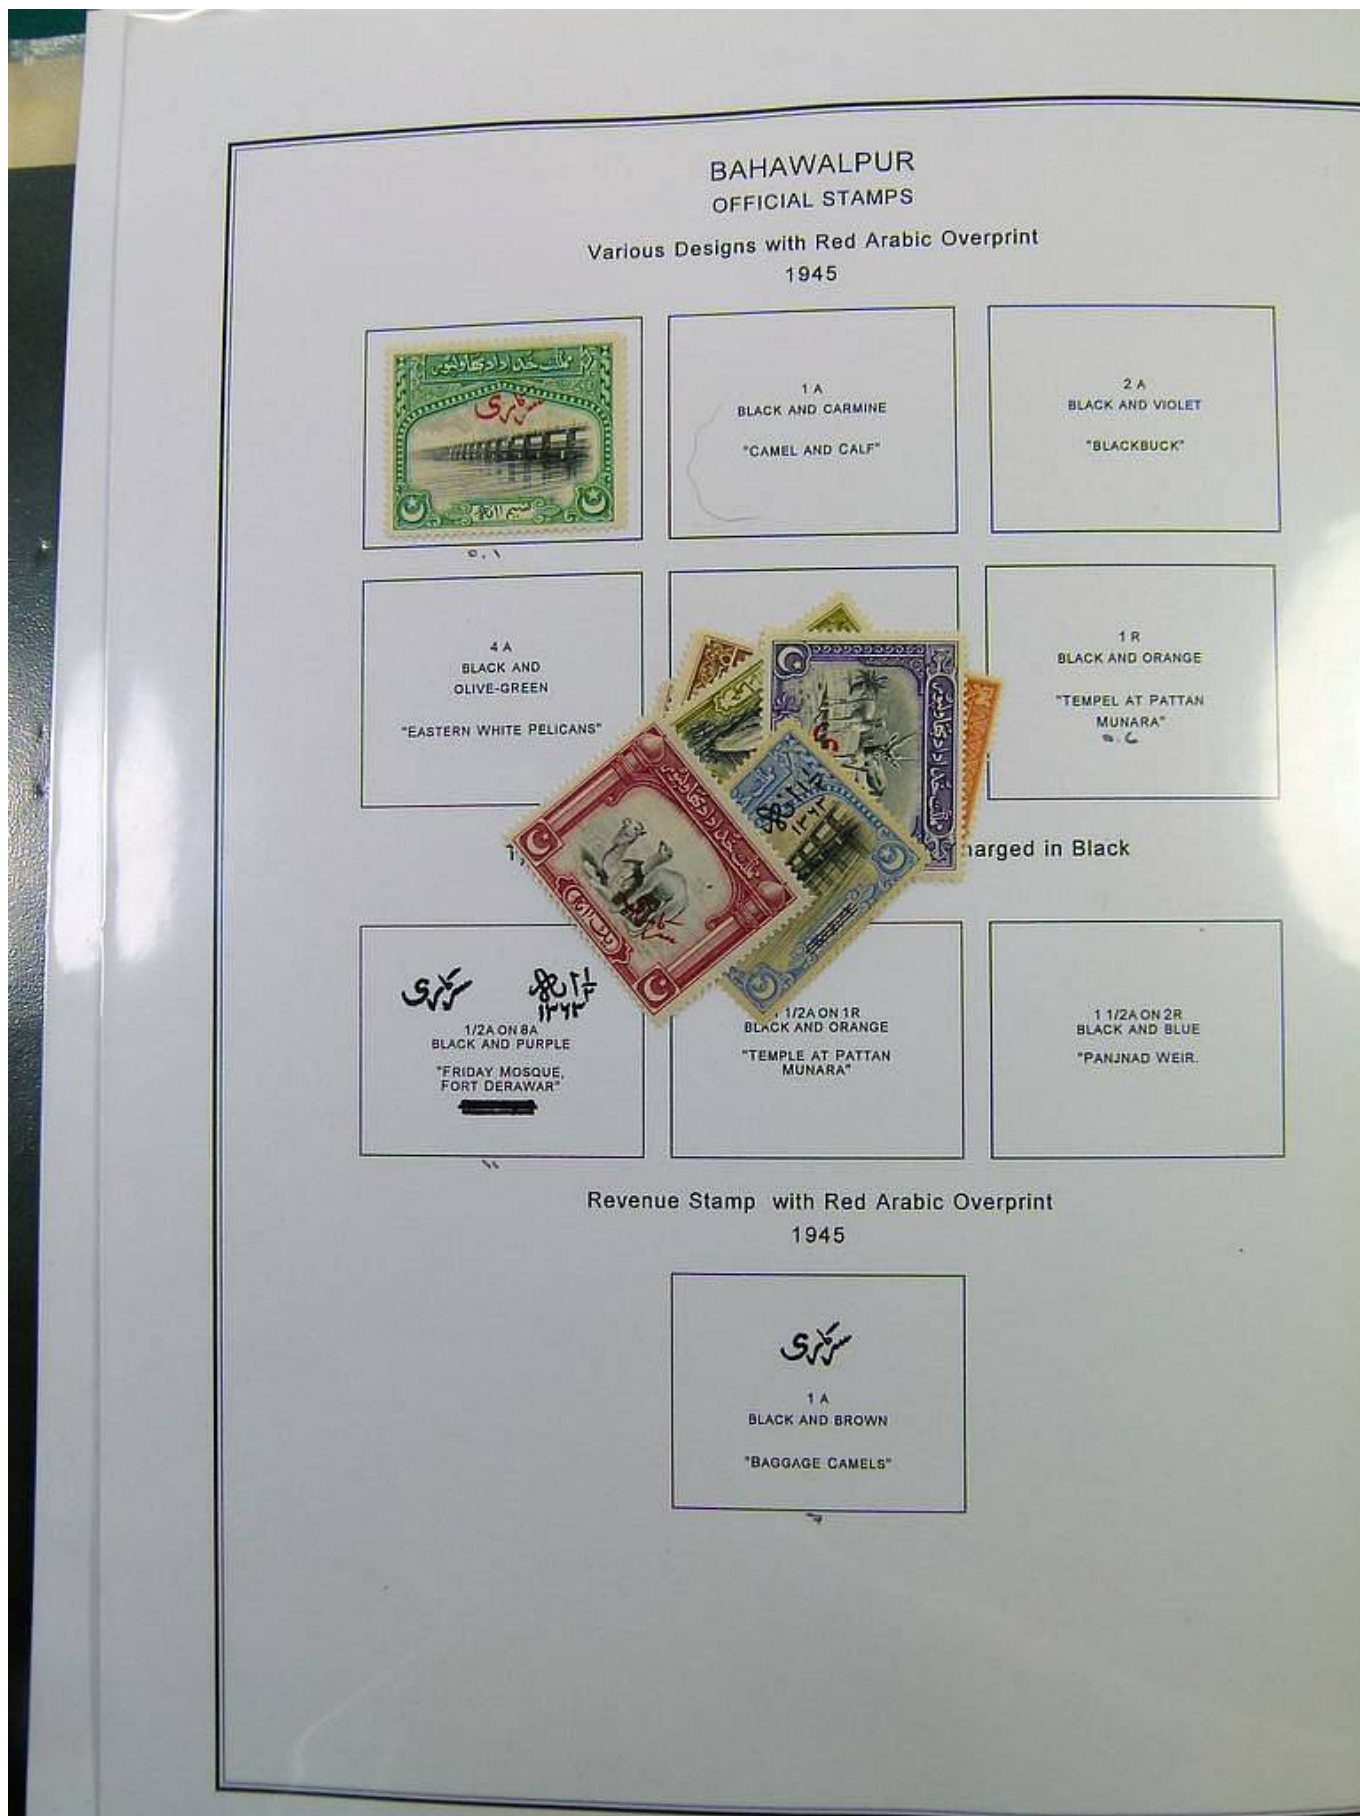 BAHAWALPUR
OFFICIAL STAMPS
Various Designs with Red Arabic Overprint
1945
سرکاری
1 A
BLACK AND CARMINE
"CAMEL AND CALF"
2 A
BLACK AND VIOLET
"BLACKBUCK"
4 A
BLACK AND
OLIVE-GREEN
"EASTERN WHITE PELICANS"
1 R
BLACK AND ORANGE
"TEMPEL AT PATTAN
MUNARA"
harged in Black
سرکاری
١٣٦٣
1/2A ON 8A
BLACK AND PURPLE
"FRIDAY MOSQUE,
FORT DERAWAR"
1/2A ON 1R
BLACK AND ORANGE
"TEMPLE AT PATTAN
MUNARA"
1 1/2A ON 2R
BLACK AND BLUE
"PANJNAD WEIR.
Revenue Stamp with Red Arabic Overprint
1945
سرکاری
1 A
BLACK AND BROWN
"BAGGAGE CAMELS"